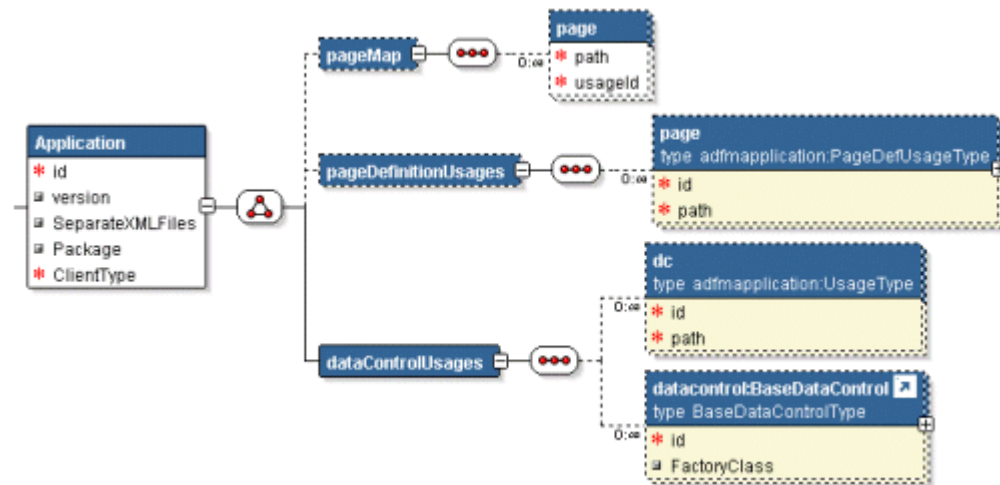 Application
* id
version
SeparateXMLFiles
Package
* ClientType
pageMap
0:∞
page
* path
* usageId
pageDefinitionUsages
0:∞
page
type adfmapplication:PageDefUsageType
* id
* path
dataControlUsages
0:∞
dc
type adfmapplication:UsageType
* id
* path
0:∞
datacontrol:BaseDataControl
type BaseDataControlType
* id
FactoryClass